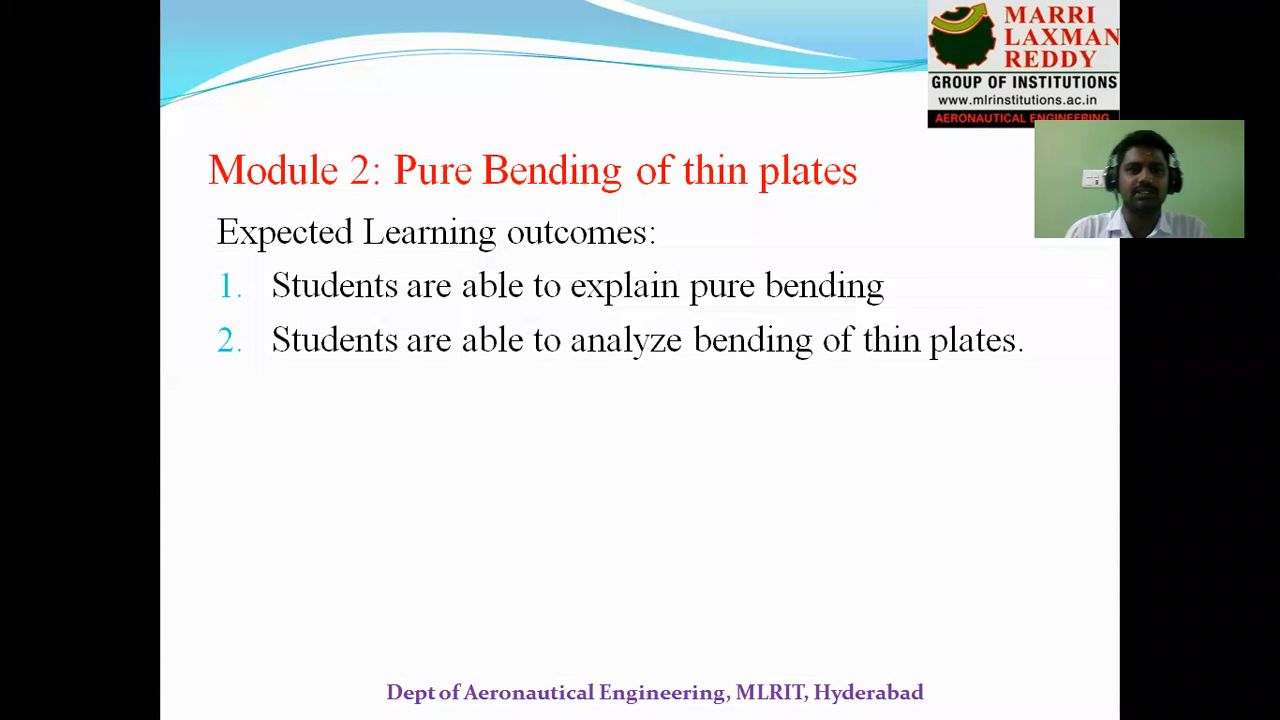 MARRI
LAXMAN
REDDY
GROUP OF INSTITUTIONS
www.mlrinstitutions.ac.in
AERONAUTICAL ENGINEERING
Module 2: Pure Bending of thin plates
Expected Learning outcomes:
1. Students are able to explain pure bending
2. Students are able to analyze bending of thin plates.
Dept of Aeronautical Engineering, MLRIT, Hyderabad